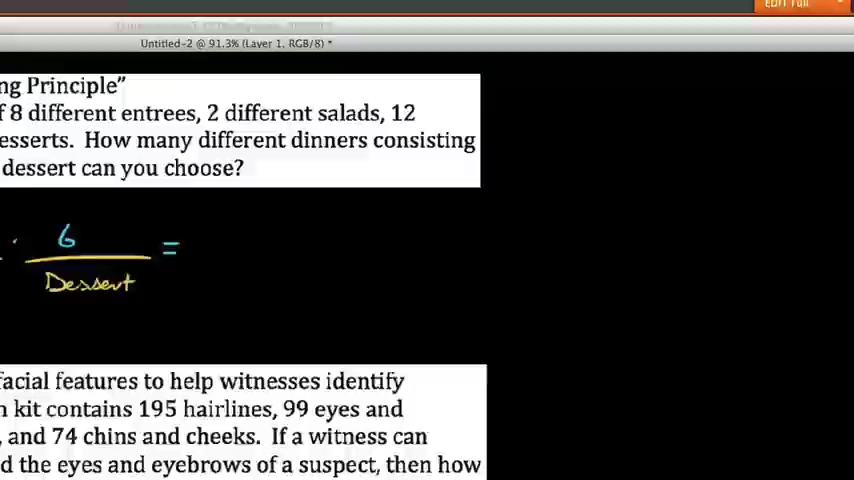 Edit Full
Untitled-2 @ 91.3% (Layer 1, RGB/8) *
ng Principle”
f 8 different entrees, 2 different salads, 12
esserts. How many different dinners consisting
dessert can you choose?
· 6 =
Dessert
facial features to help witnesses identify
n kit contains 195 hairlines, 99 eyes and
, and 74 chins and cheeks. If a witness can
d the eyes and eyebrows of a suspect, then how